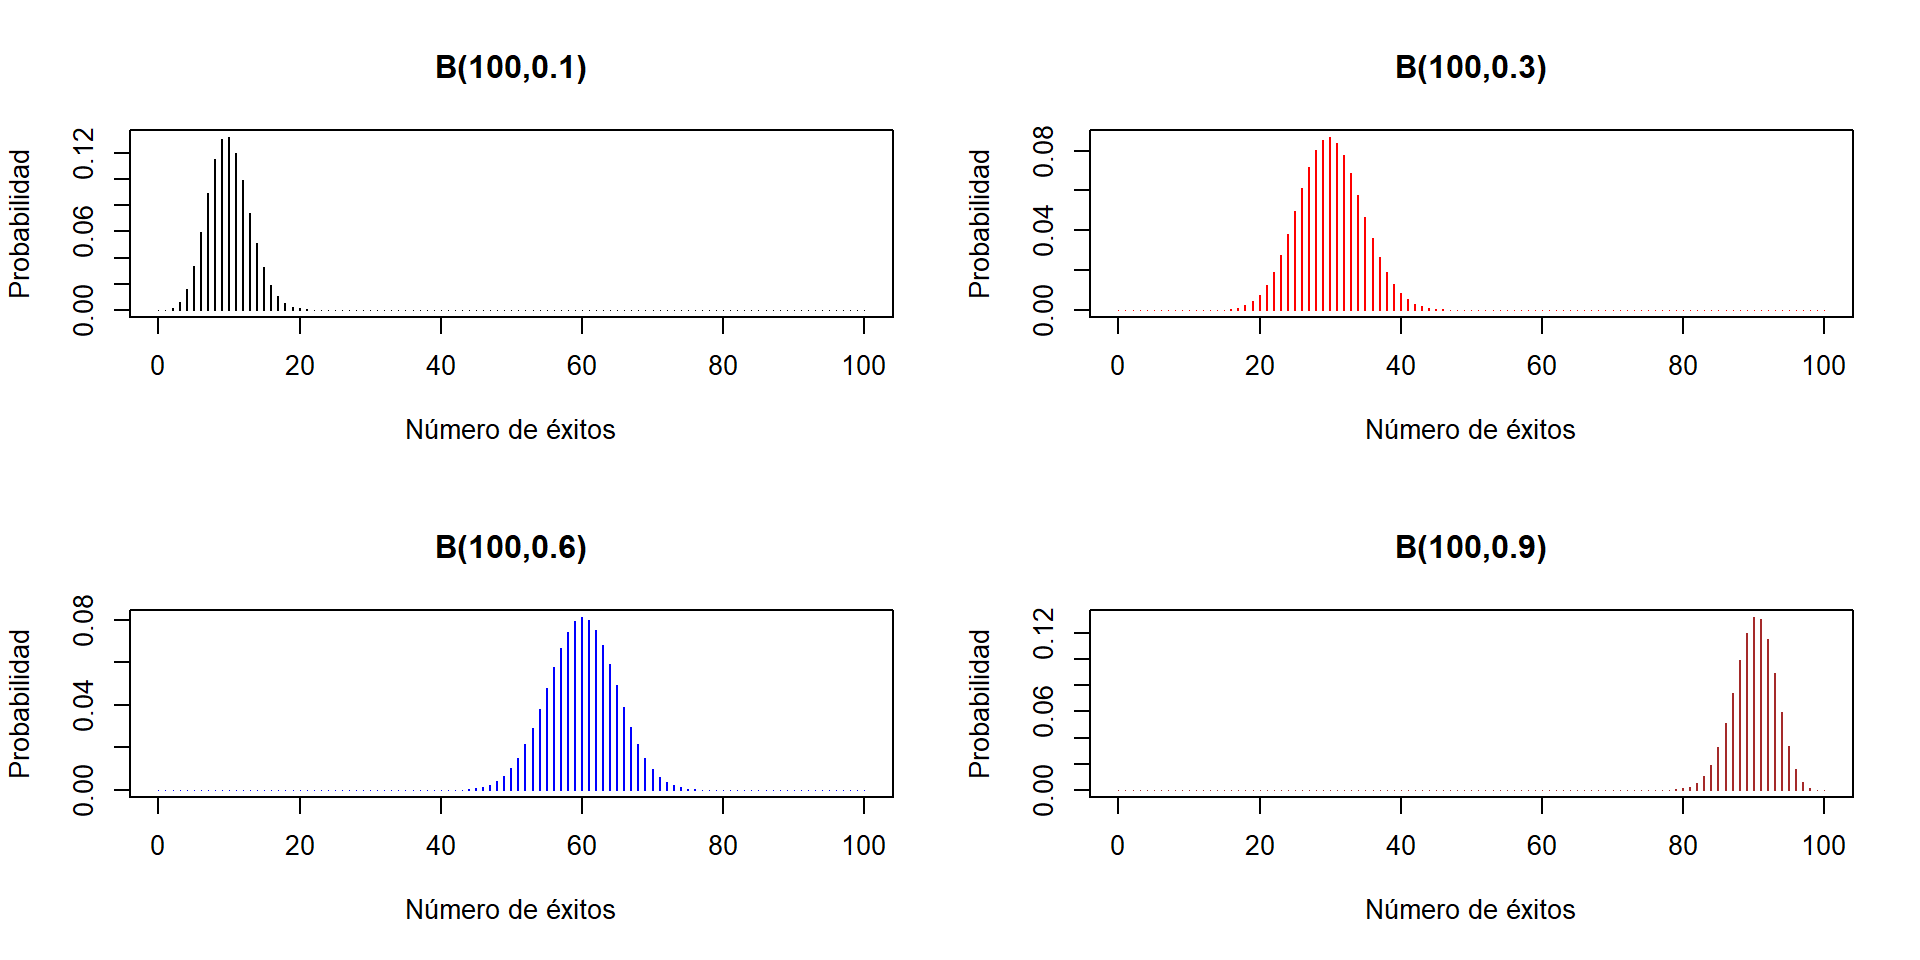 B(100,0.1)
Probabilidad
0.00 0.06 0.12
0 20 40 60 80 100
Número de éxitos
B(100,0.3)
Probabilidad
0.00 0.04 0.08
0 20 40 60 80 100
Número de éxitos
B(100,0.6)
Probabilidad
0.00 0.04 0.08
0 20 40 60 80 100
Número de éxitos
B(100,0.9)
Probabilidad
0.00 0.06 0.12
0 20 40 60 80 100
Número de éxitos